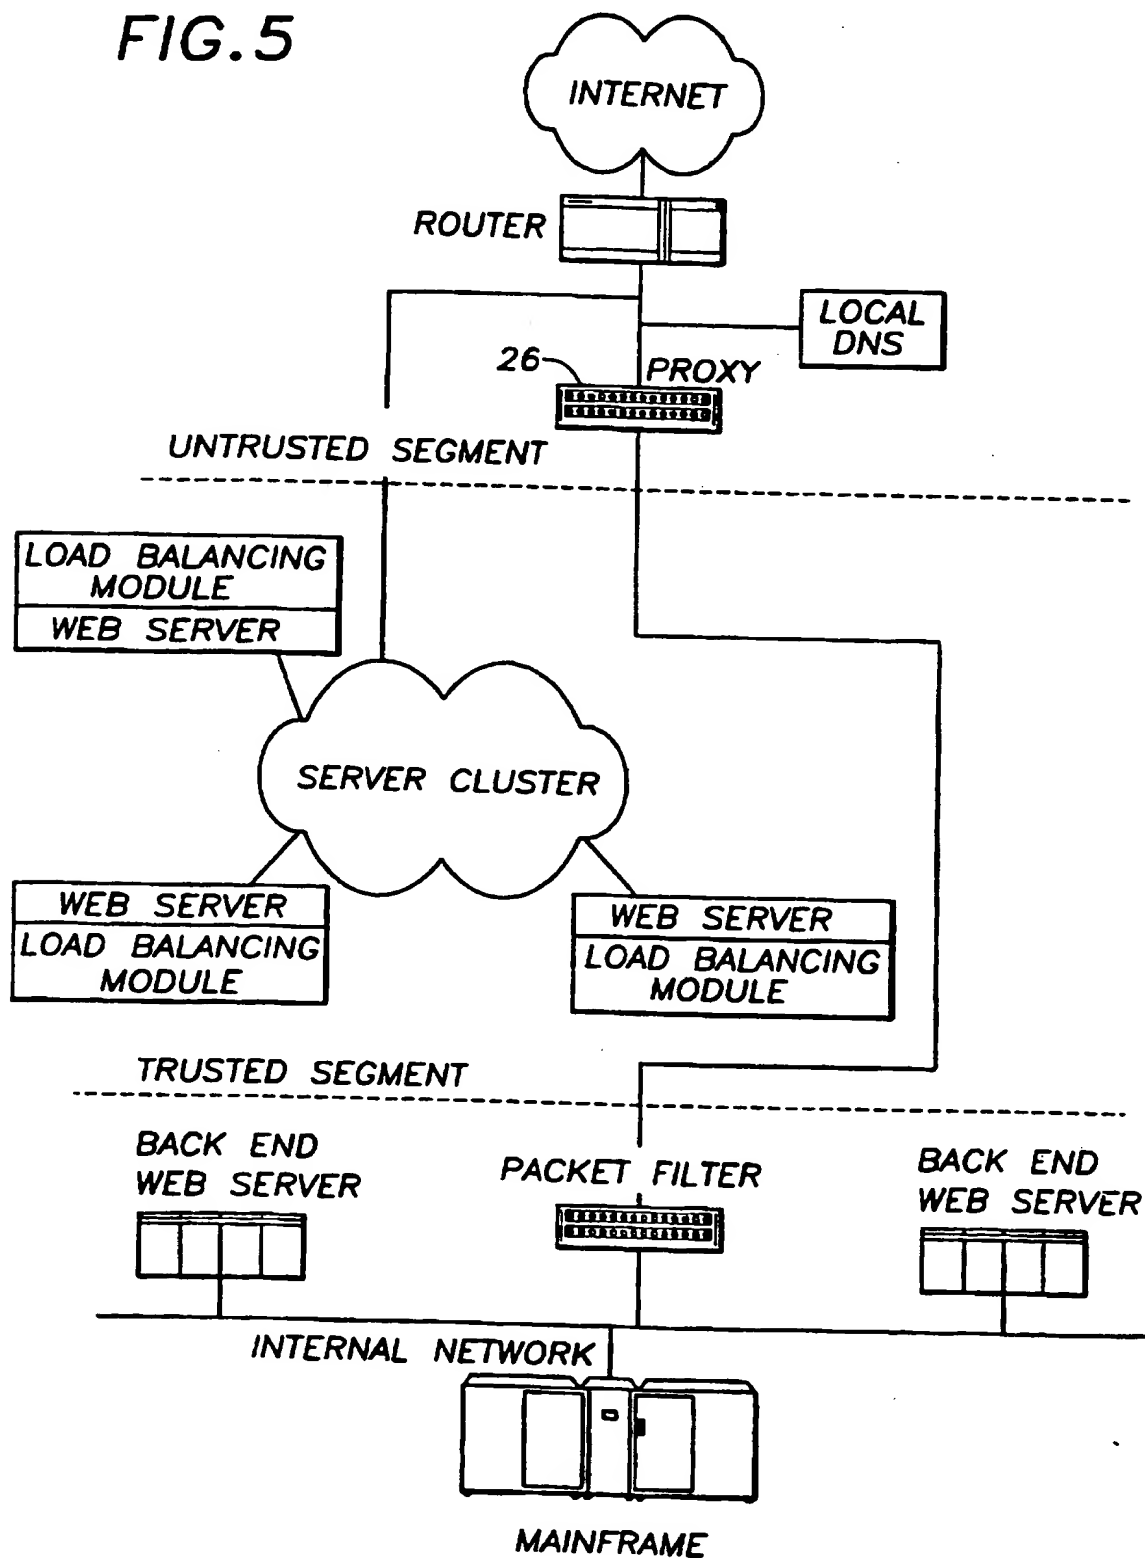 FIG.5
INTERNET
ROUTER
LOCAL
DNS
26
PROXY
UNTRUSTED SEGMENT
LOAD BALANCING
MODULE
WEB SERVER
SERVER CLUSTER
WEB SERVER
LOAD BALANCING
MODULE
WEB SERVER
LOAD BALANCING
MODULE
TRUSTED SEGMENT
BACK END
WEB SERVER
PACKET FILTER
BACK END
WEB SERVER
INTERNAL NETWORK
MAINFRAME